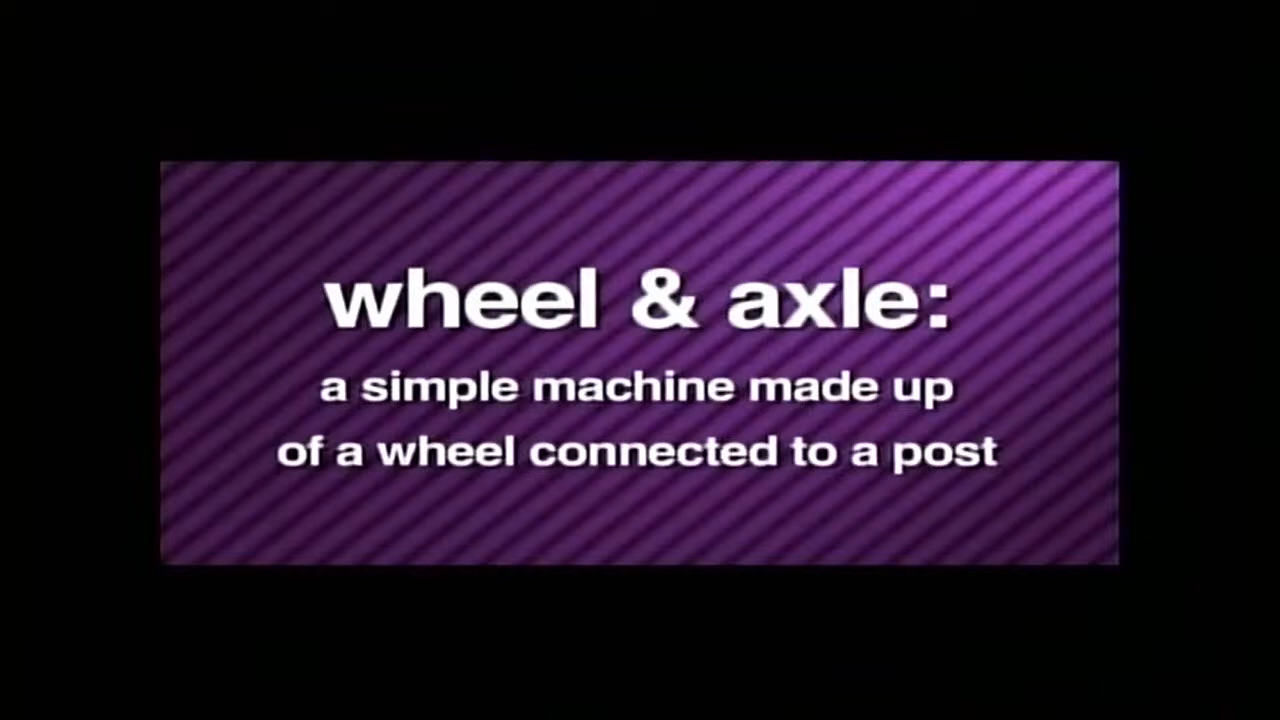 wheel & axle:
a simple machine made up
of a wheel connected to a post